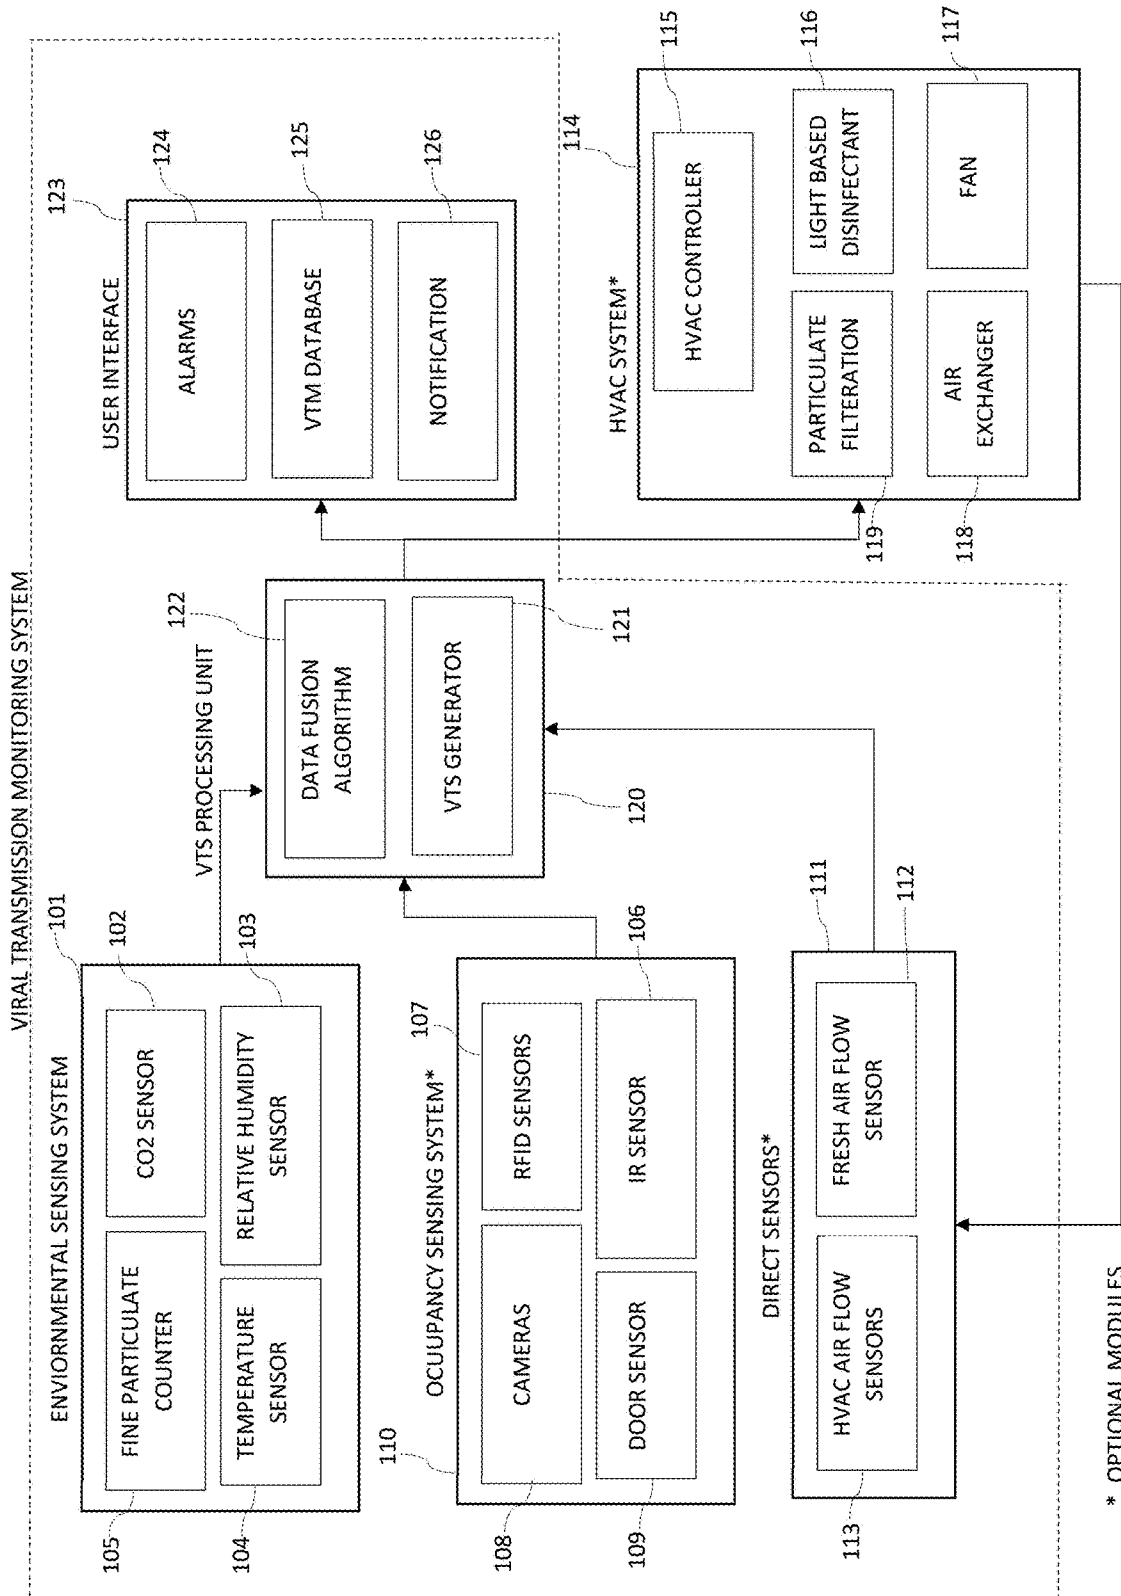 VIRAL TRANSMISSION MONITORING SYSTEM
ENVIORNMENTAL SENSING SYSTEM
101
FINE PARTICULATE
COUNTER
105
CO2 SENSOR
102
TEMPERATURE
SENSOR
104
RELATIVE HUMIDITY
SENSOR
103
110
OCUUPANCY SENSING SYSTEM*
CAMERAS
108
RFID SENSORS
107
DOOR SENSOR
109
IR SENSOR
106
DIRECT SENSORS*
111
HVAC AIR FLOW
SENSORS
113
FRESH AIR FLOW
SENSOR
112
VTS PROCESSING UNIT
DATA FUSION
ALGORITHM
122
VTS GENERATOR
121
120
USER INTERFACE
123
ALARMS
124
VTM DATABASE
125
NOTIFICATION
126
HVAC SYSTEM*
114
HVAC CONTROLLER
115
PARTICULATE
FILTERATION
119
LIGHT BASED
DISINFECTANT
116
AIR
EXCHANGER
118
FAN
117
* OPTIONAL MODULES